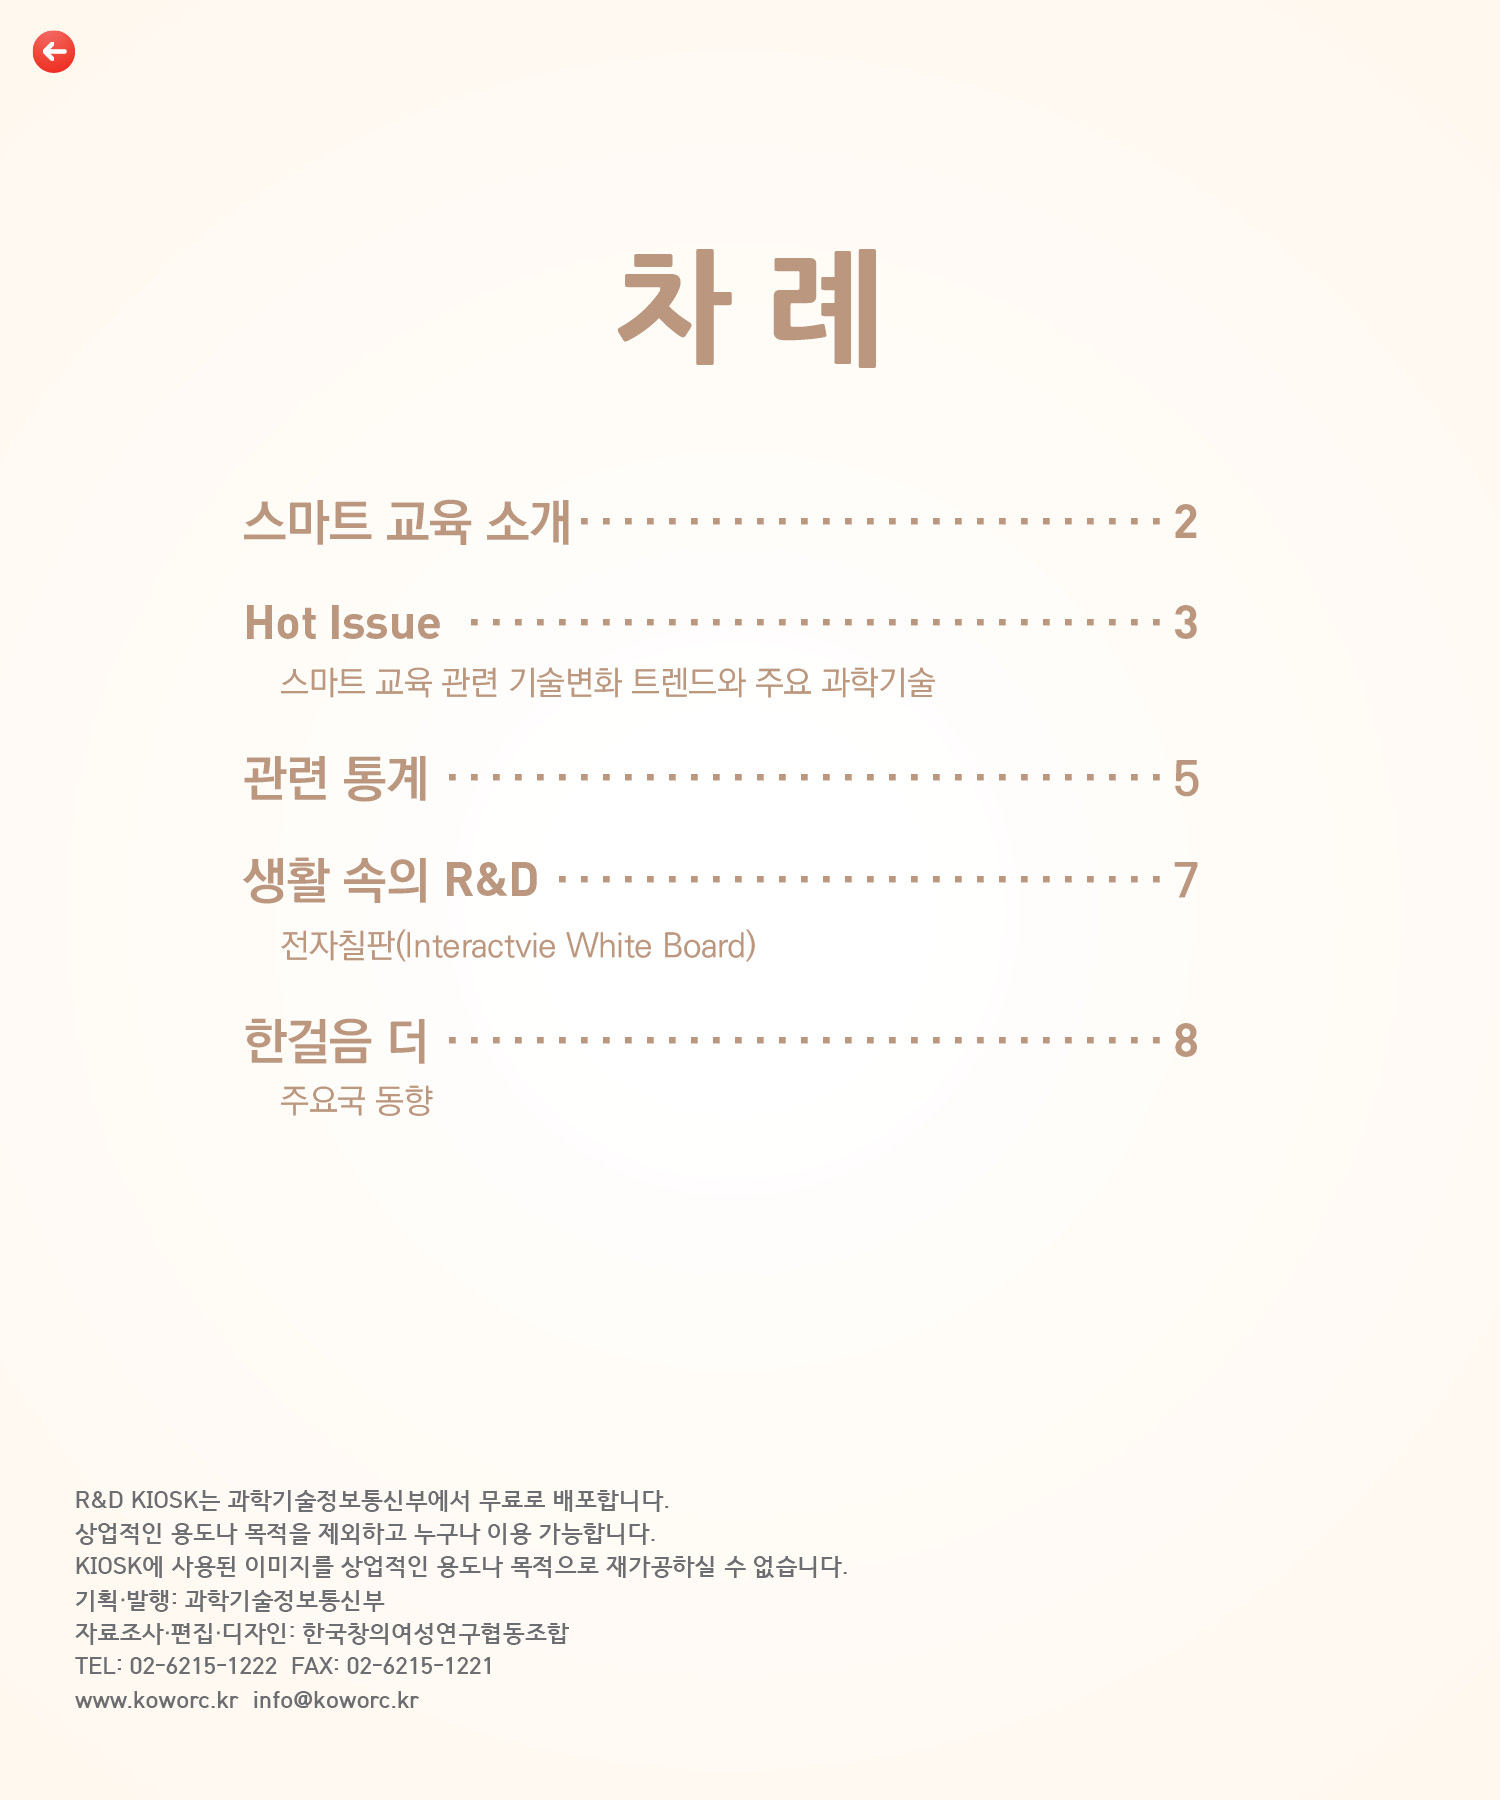 차 례
스마트 교육 소개 · · · · · · · · · · · · · · · · · · · · · · · · · · · 2
Hot Issue · · · · · · · · · · · · · · · · · · · · · · · · · · · · · · · · 3
스마트 교육 관련 기술변화 트렌드와 주요 과학기술
관련 통계 · · · · · · · · · · · · · · · · · · · · · · · · · · · · · · · · · 5
생활 속의 R&D · · · · · · · · · · · · · · · · · · · · · · · · · · · · 7
전자칠판(Interactvie White Board)
한걸음 더 · · · · · · · · · · · · · · · · · · · · · · · · · · · · · · · · · 8
주요국 동향
R&D KIOSK는 과학기술정보통신부에서 무료로 배포합니다.
상업적인 용도나 목적을 제외하고 누구나 이용 가능합니다.
KIOSK에 사용된 이미지를 상업적인 용도나 목적으로 재가공하실 수 없습니다.
기획·발행: 과학기술정보통신부
자료조사·편집·디자인: 한국창의여성연구협동조합
TEL: 02-6215-1222 FAX: 02-6215-1221
www.koworc.kr info@koworc.kr